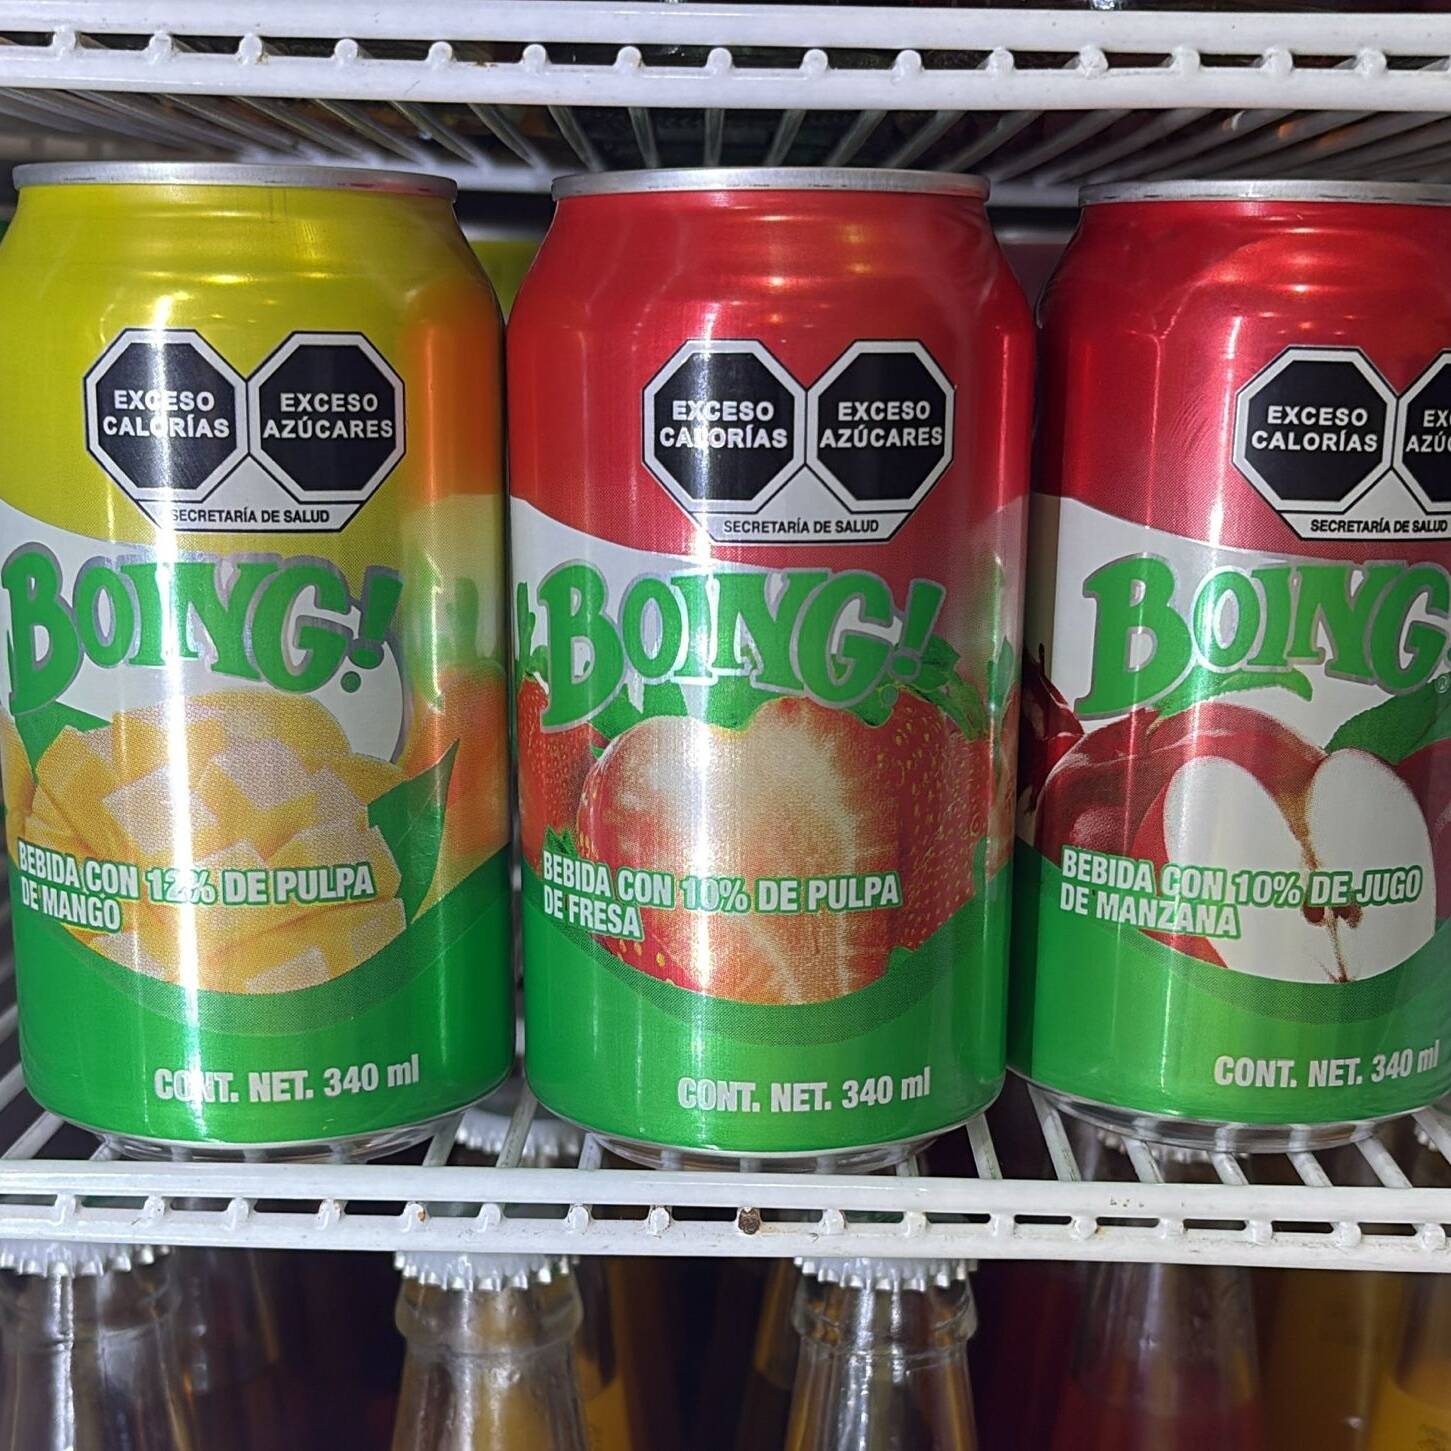 EXCESO
CALORÍAS
EXCESO
AZÚCARES
SECRETARÍA DE SALUD
BOING!
BEBIDA CON 12% DE PULPA
DE MANGO
CONT. NET. 340 ml
EXCESO
CALORÍAS
EXCESO
AZÚCARES
SECRETARÍA DE SALUD
BOING!
BEBIDA CON 10% DE PULPA
DE FRESA
CONT. NET. 340 ml
EXCESO
CALORÍAS
SECRETARÍA DE SALUD
BOING!
BEBIDA CON 10% DE JUGO
DE MANZANA
CONT. NET. 340 ml